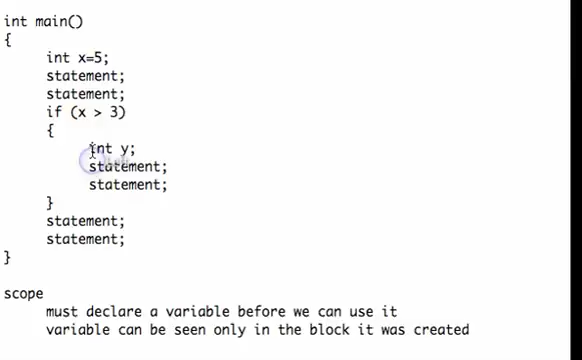 int main()
{
int x=5;
statement;
statement;
if (x > 3)
{
int y;
statement;
statement;
}
statement;
statement;
}
scope
must declare a variable before we can use it
variable can be seen only in the block it was created